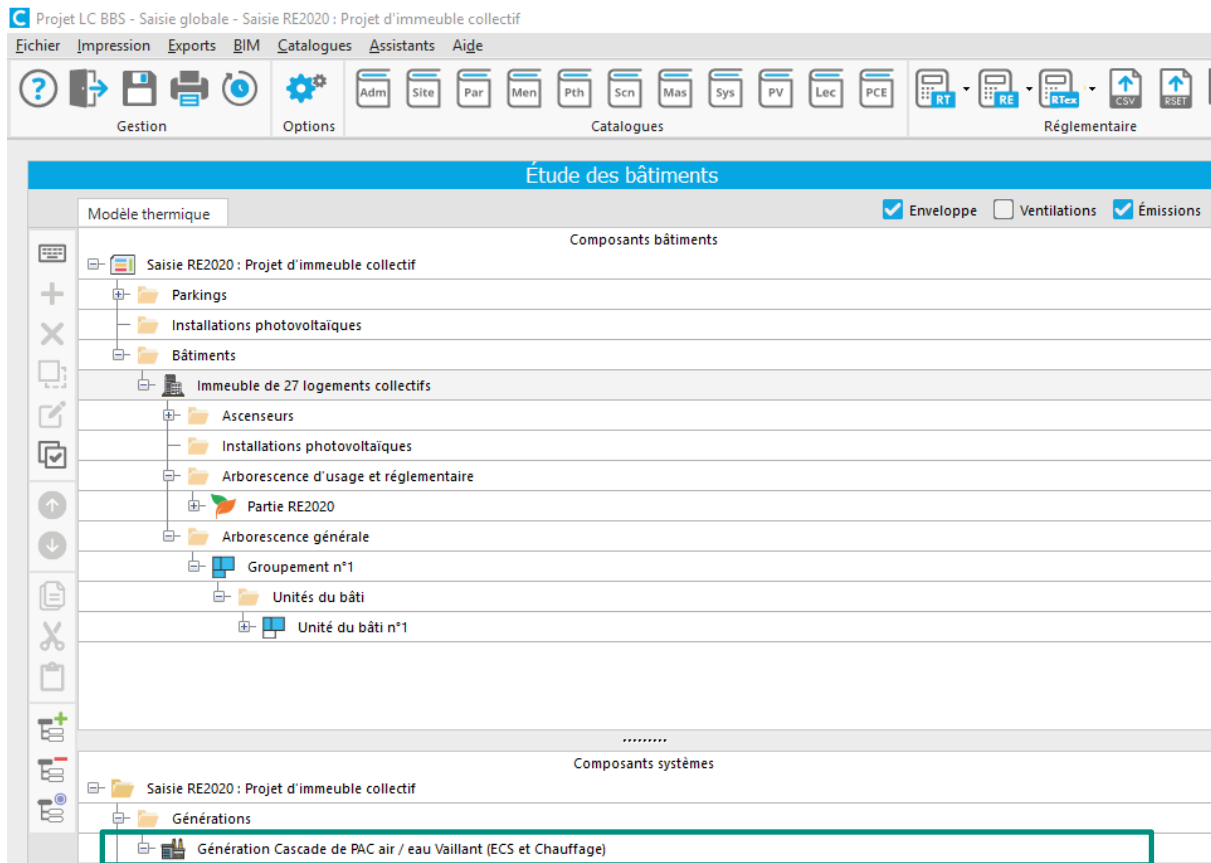 C Projet LC BBS - Saisie globale - Saisie RE2020 : Projet d'immeuble collectif
Fichier Impression Exports BIM Catalogues Assistants Aide
? Adm Site Par Men Pth Scn Mas Sys PV Lec PCE RT RE RTex CSV RSET
Gestion Options Catalogues Réglementaire
Étude des bâtiments
Modèle thermique Enveloppe Ventilations Émissions
Composants bâtiments
Saisie RE2020 : Projet d'immeuble collectif
Parkings
Installations photovoltaïques
Bâtiments
Immeuble de 27 logements collectifs
Ascenseurs
Installations photovoltaïques
Arborescence d'usage et réglementaire
Partie RE2020
Arborescence générale
Groupement n°1
Unités du bâti
Unité du bâti n°1
Composants systèmes
Saisie RE2020 : Projet d'immeuble collectif
Générations
Génération Cascade de PAC air / eau Vaillant (ECS et Chauffage)